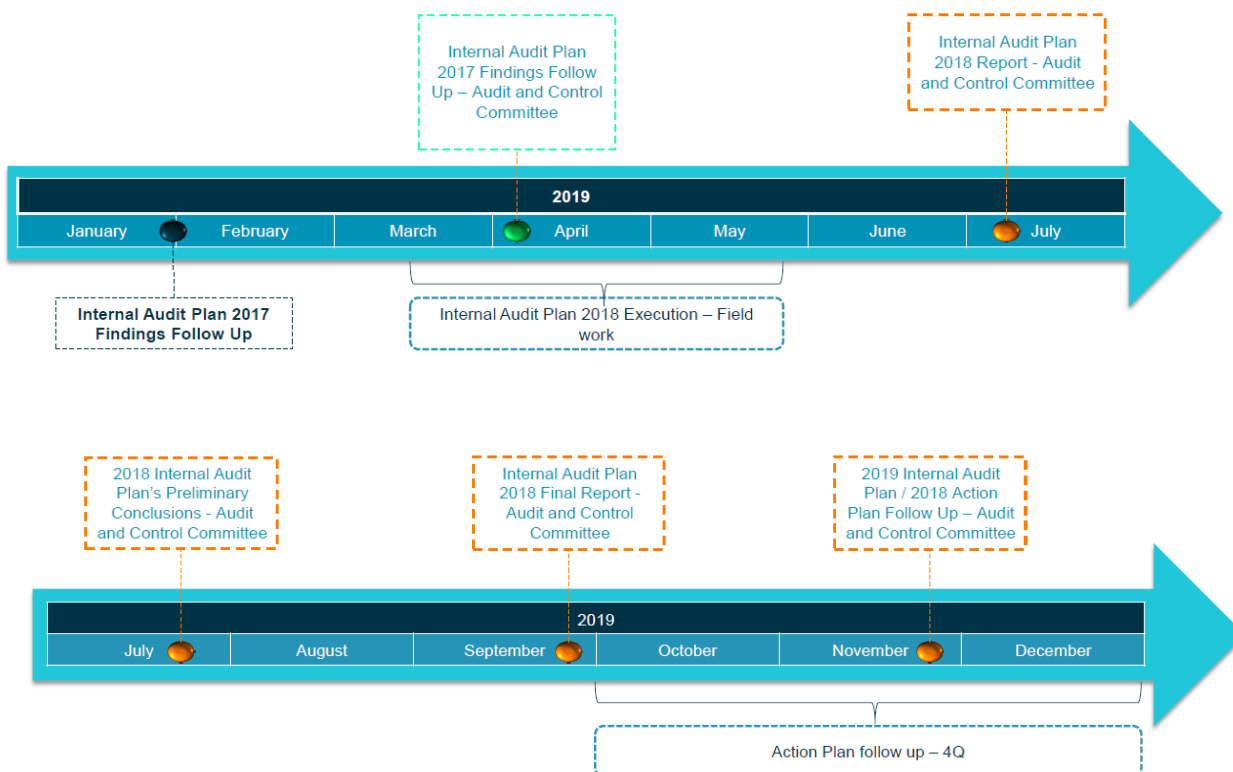 Internal Audit Plan
2017 Findings Follow
Up – Audit and Control
Committee
Internal Audit Plan
2018 Report - Audit
and Control Committee
2019
January
February
March
April
May
June
July
Internal Audit Plan 2017
Findings Follow Up
Internal Audit Plan 2018 Execution – Field
work
2018 Internal Audit
Plan's Preliminary
Conclusions - Audit
and Control Committee
Internal Audit Plan
2018 Final Report -
Audit and Control
Committee
2019 Internal Audit
Plan / 2018 Action
Plan Follow Up – Audit
and Control Committee
2019
July
August
September
October
November
December
Action Plan follow up – 4Q